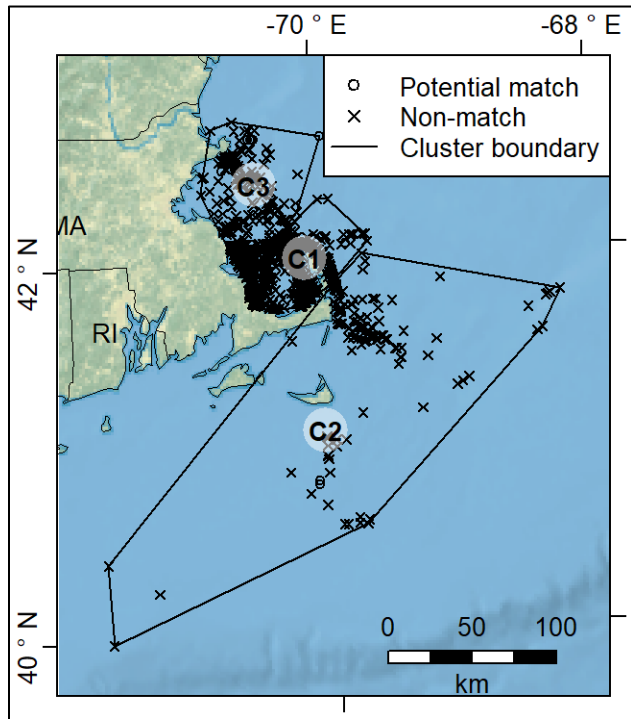 -70 ° E
-68 ° E
Potential match
Non-match
Cluster boundary
C3
MA
C1
42 ° N
RI
C2
0 50 100
km
40 ° N